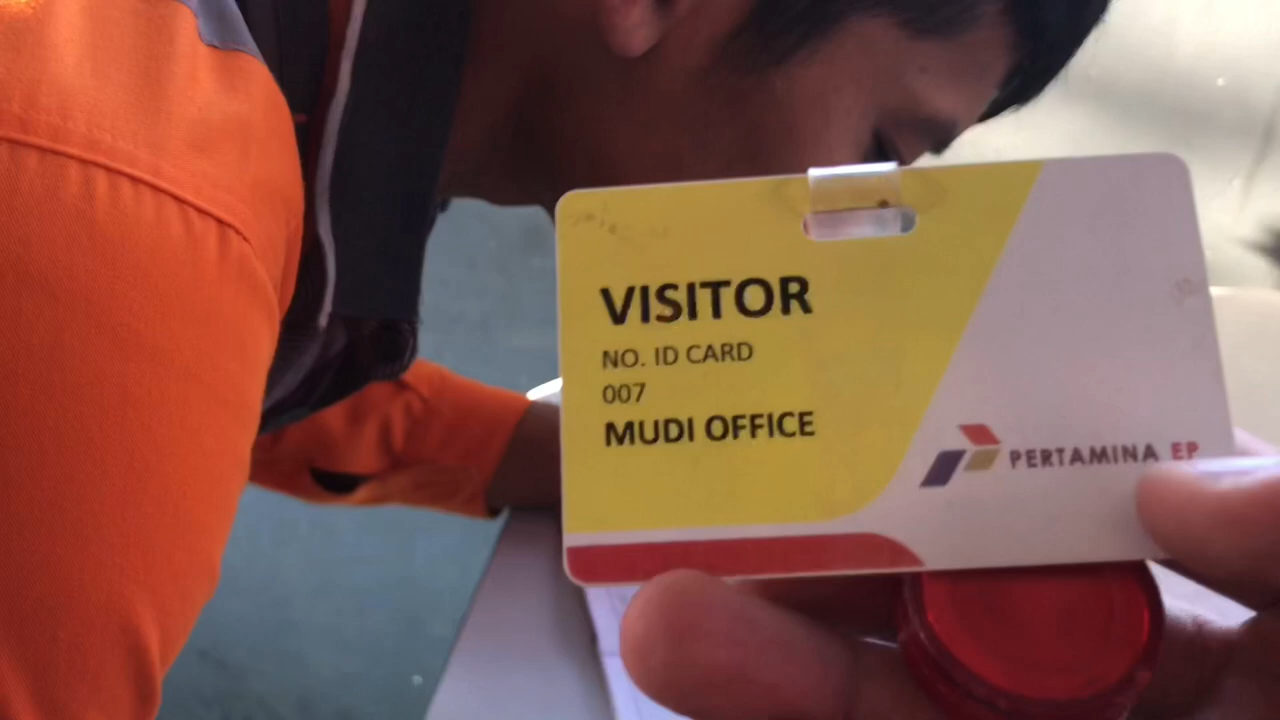 VISITOR
NO. ID CARD
007
MUDI OFFICE
PERTAMINA EP